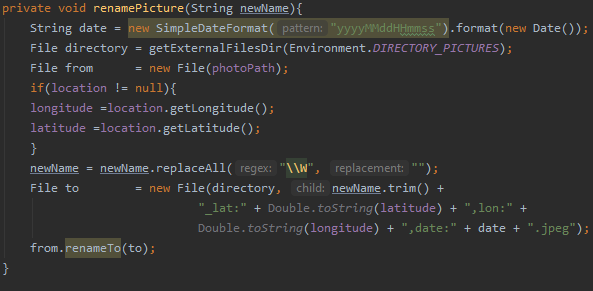 private void renamePicture(String newName){
String date = new SimpleDateFormat( pattern: "yyyyMMddHHmmss").format(new Date());
File directory = getExternalFilesDir(Environment.DIRECTORY_PICTURES);
File from = new File(photoPath);
if(location != null){
longitude =location.getLongitude();
latitude =location.getLatitude();
}
newName = newName.replaceAll( regex: "\\W", replacement: "");
File to = new File(directory, child: newName.trim() +
"_lat:" + Double.toString(latitude) + ",lon:" +
Double.toString(longitude) + ",date:" + date + ".jpeg");
from.renameTo(to);
}